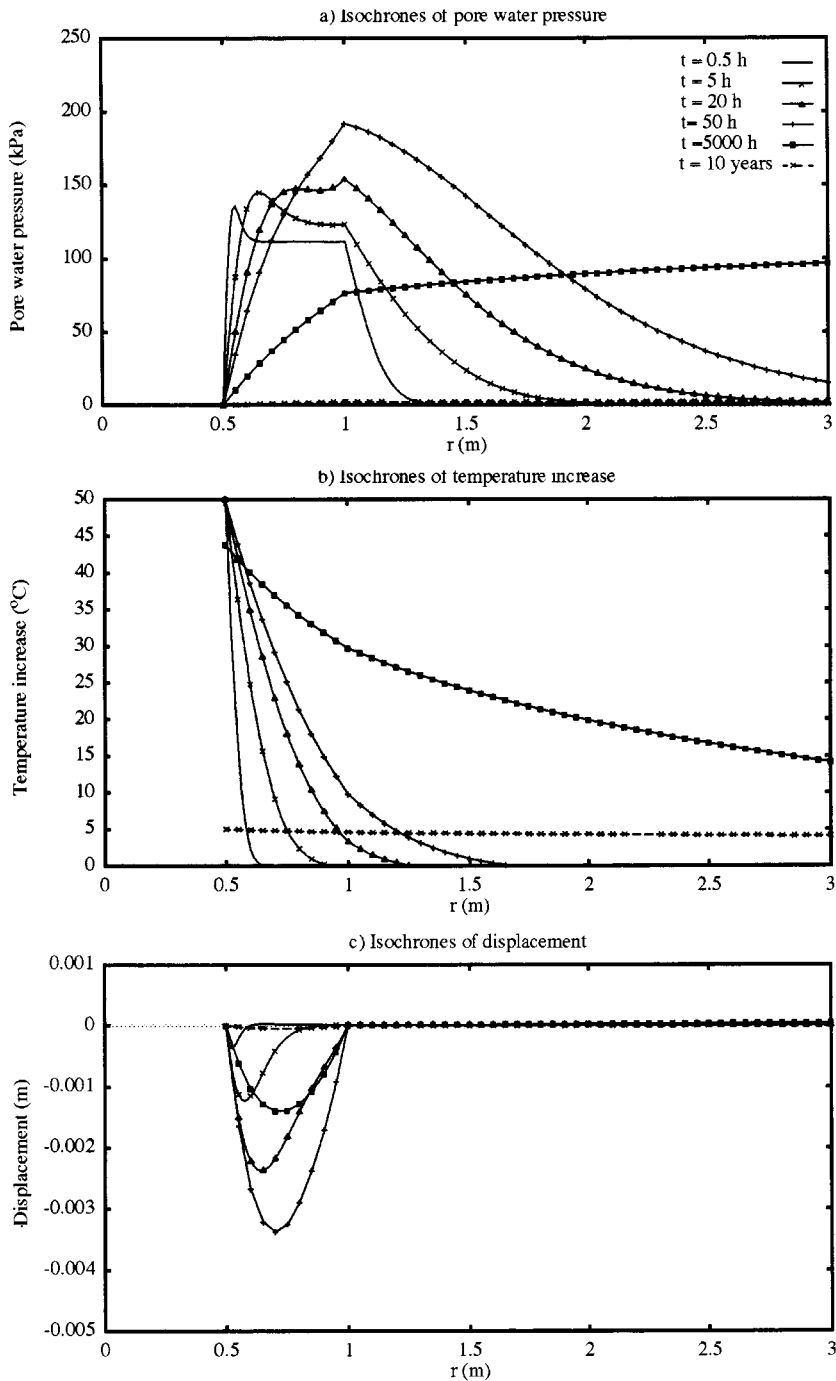 a) Isochrones of pore water pressure
250
200
150
100
50
0
Pore water pressure (kPa)
t = 0.5 h
t = 5 h
t = 20 h
t= 50 h
t =5000 h
t = 10 years
0 0.5 1 1.5 2 2.5 3
r (m)
b) Isochrones of temperature increase
50
45
40
35
30
25
20
15
10
5
0
Temperature increase (°C)
0 0.5 1 1.5 2 2.5 3
r (m)
c) Isochrones of displacement
0.001
0
-0.001
-0.002
-0.003
-0.004
-0.005
Displacement (m)
0 0.5 1 1.5 2 2.5 3
r (m)